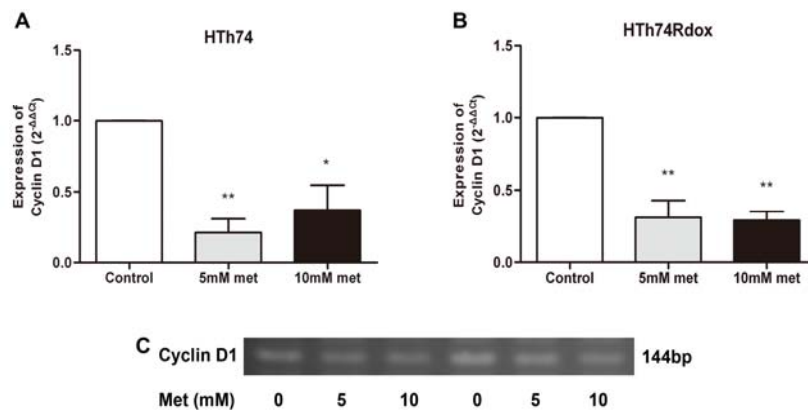 A
HTh74
Expression of
Cyclin D1 (2^-ΔΔCt)
1.5
1.0
0.5
0.0
**
*
Control
5mM met
10mM met
B
HTh74Rdox
Expression of
Cyclin D1 (2^-ΔΔCt)
1.5
1.0
0.5
0.0
**
**
Control
5mM met
10mM met
C
Cyclin D1
144bp
Met (mM) 0 5 10 0 5 10